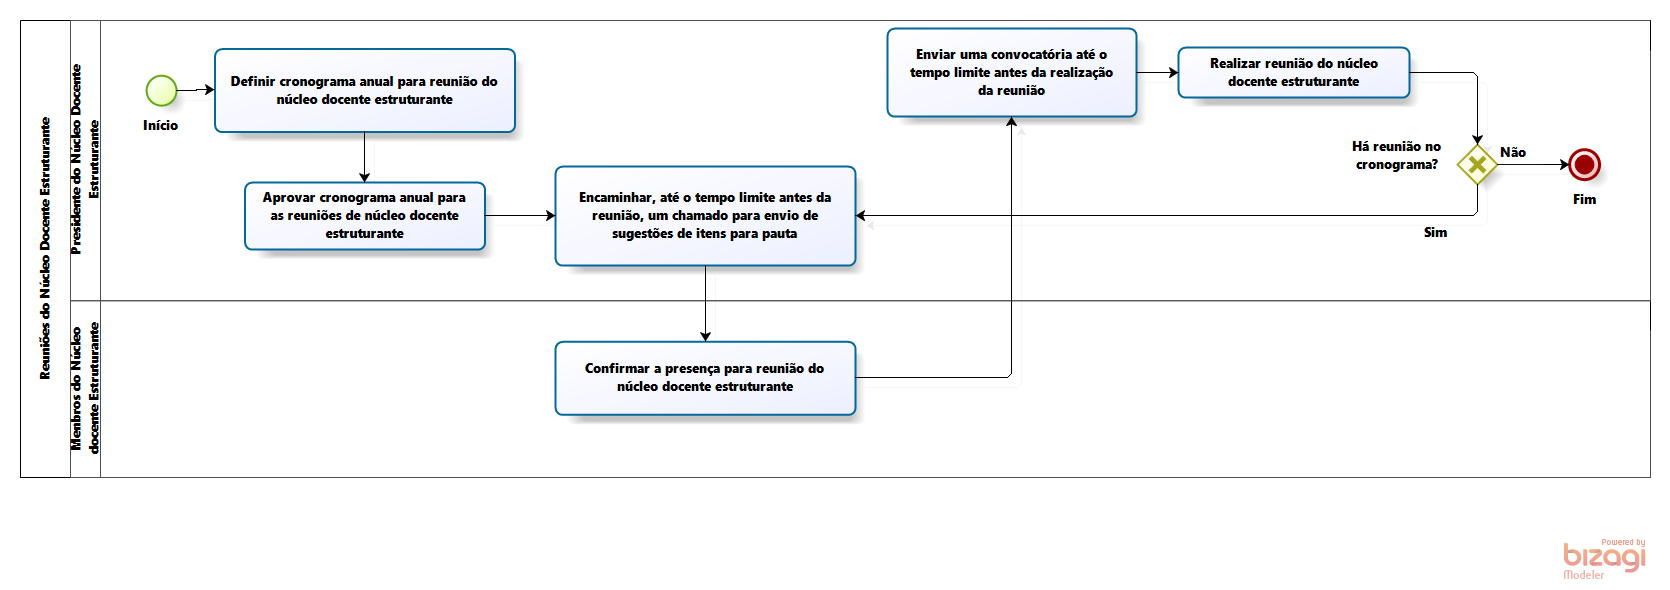 Reuniões do Núcleo Docente Estruturante
Presidente do Núcleo Docente
Estruturante
Início
Definir cronograma anual para reunião do
núcleo docente estruturante
Aprovar cronograma anual para
as reuniões de núcleo docente
estruturante
Encaminhar, até o tempo limite antes da
reunião, um chamado para envio de
sugestões de itens para pauta
Enviar uma convocatória até o
tempo limite antes da realização
da reunião
Realizar reunião do núcleo
docente estruturante
Há reunião no
cronograma?
Não
Fim
Sim
Menbros do Núcleo
docente Estruturante
Confirmar a presença para reunião do
núcleo docente estruturante
Powered by
bizagi
Modeler